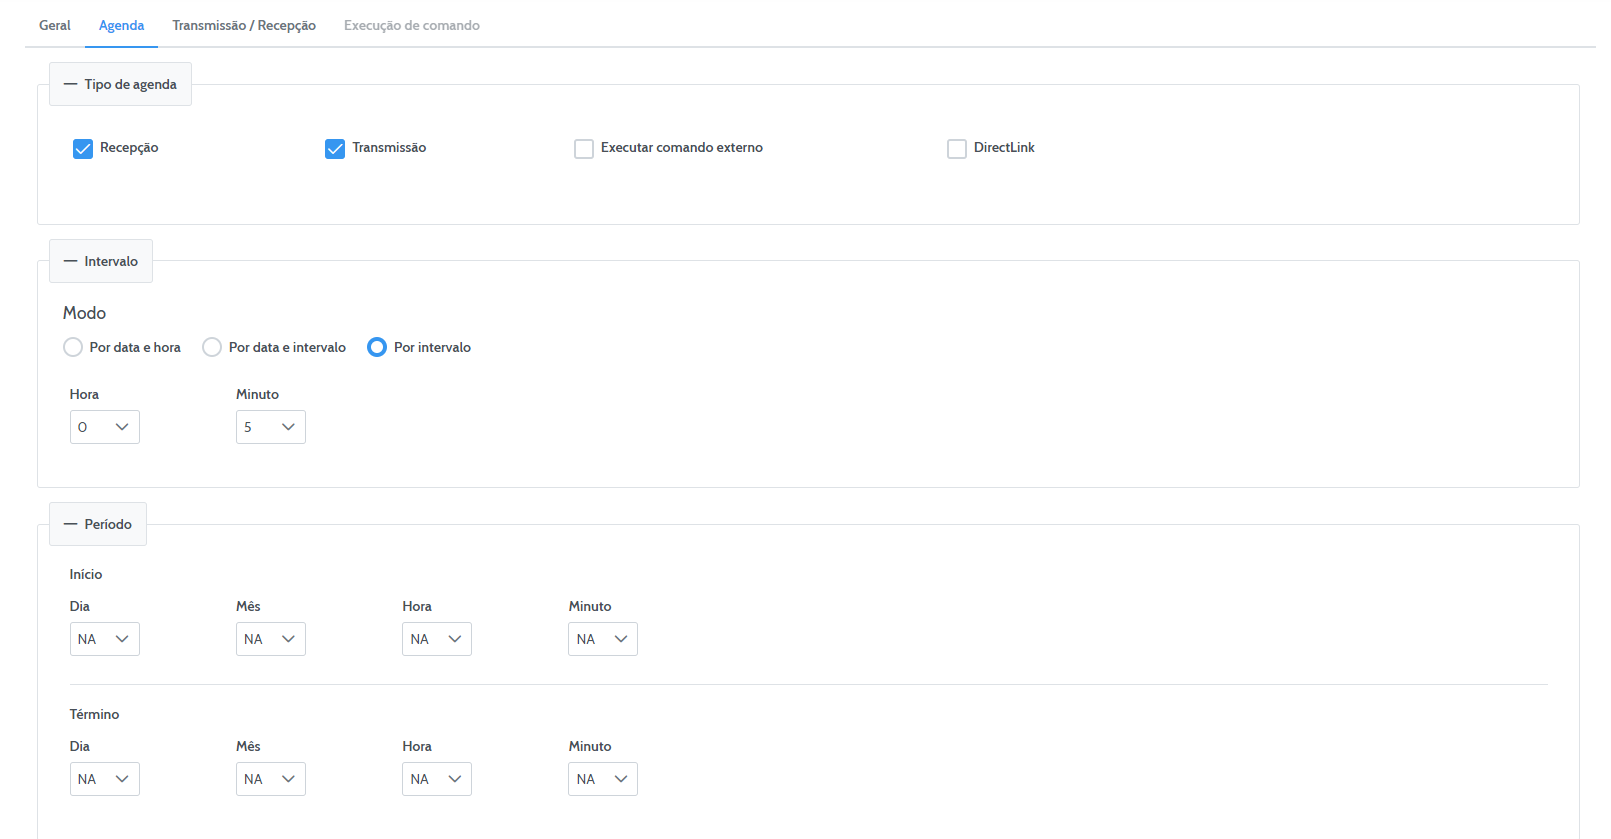 Geral Agenda Transmissão / Recepção Execução de comando
— Tipo de agenda
Recepção Transmissão Executar comando externo DirectLink
— Intervalo
Modo
Por data e hora Por data e intervalo Por intervalo
Hora Minuto
0 5
— Período
Início
Dia Mês Hora Minuto
NA NA NA NA
Término
Dia Mês Hora Minuto
NA NA NA NA